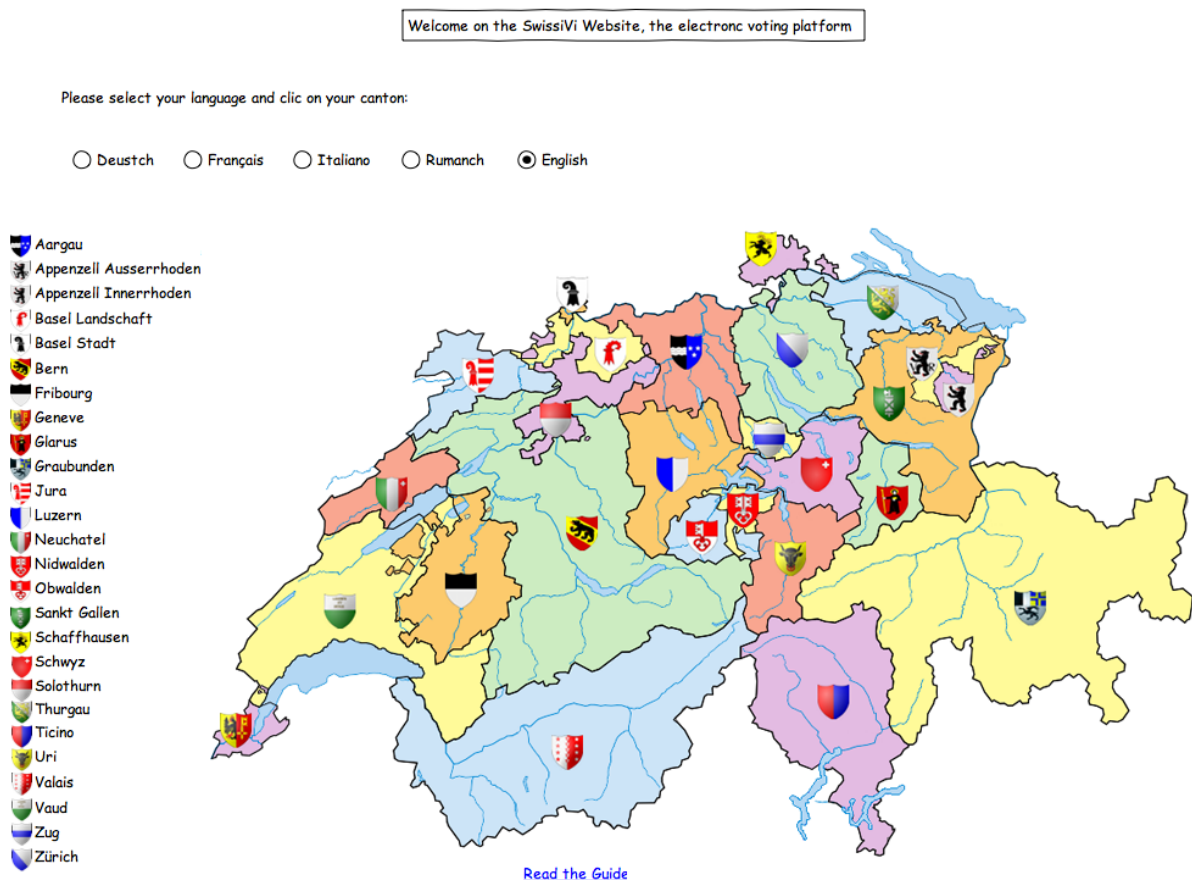 Welcome on the SwissiVi Website, the electronc voting platform
Please select your language and clic on your canton:
Deustch Français Italiano Rumanch English
Aargau
Appenzell Ausserrhoden
Appenzell Innerrhoden
Basel Landschaft
Basel Stadt
Bern
Fribourg
Geneve
Glarus
Graubunden
Jura
Luzern
Neuchatel
Nidwalden
Obwalden
Sankt Gallen
Schaffhausen
Schwyz
Solothurn
Thurgau
Ticino
Uri
Valais
Vaud
Zug
Zürich
Read the Guide